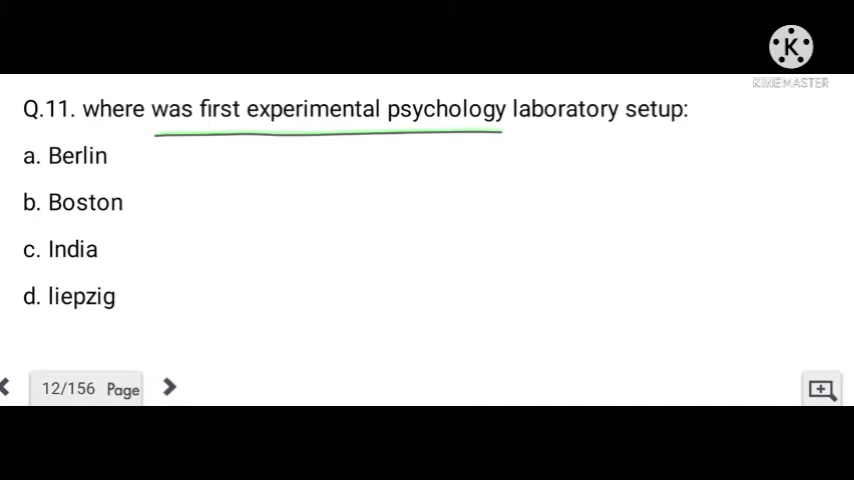 K
KINEMASTER
Q.11. where was first experimental psychology laboratory setup:
a. Berlin
b. Boston
c. India
d. liepzig
12/156 Page